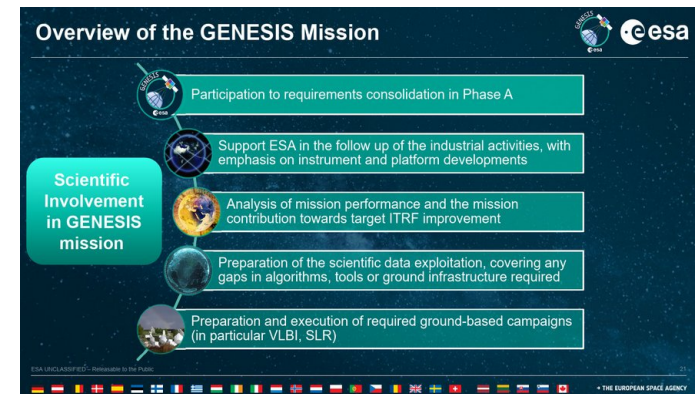 Overview of the GENESIS Mission
GENESIS
esa
esa
GENESIS
esa
Participation to requirements consolidation in Phase A
Support ESA in the follow up of the industrial activities, with
emphasis on instrument and platform developments
Scientific
Involvement
in GENESIS
mission
Analysis of mission performance and the mission
contribution towards target ITRF improvement
Preparation of the scientific data exploitation, covering any
gaps in algorithms, tools or ground infrastructure required
Preparation and execution of required ground-based campaigns
(in particular VLBI, SLR)
ESA UNCLASSIFIED – Releasable to the Public
THE EUROPEAN SPACE AGENCY